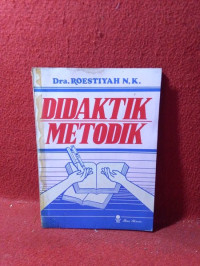 Dra. ROESTIYAH N. K.
DIDAKTIK
METODIK